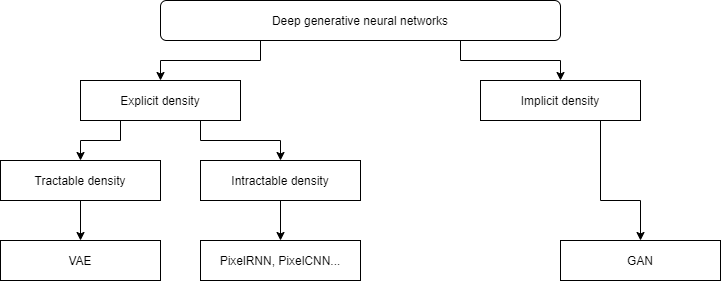 Deep generative neural networks
Explicit density
Implicit density
Tractable density
Intractable density
VAE
PixelRNN, PixelCNN...
GAN